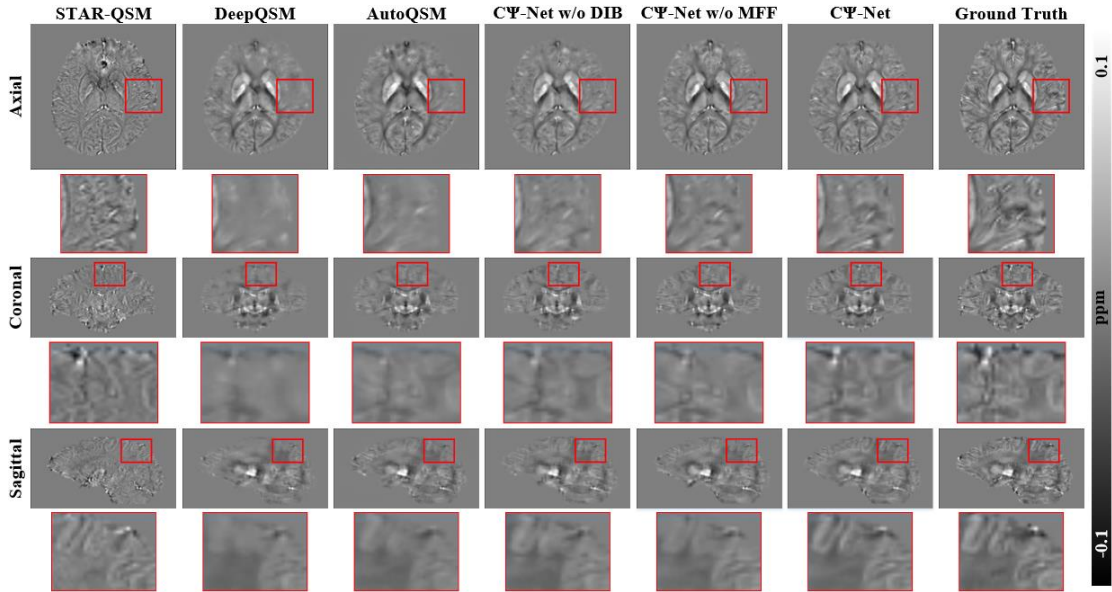 STAR-QSM
DeepQSM
AutoQSM
CΨ-Net w/o DIB
CΨ-Net w/o MFF
CΨ-Net
Ground Truth
Axial
Coronal
Sagittal
0.1
ppm
-0.1